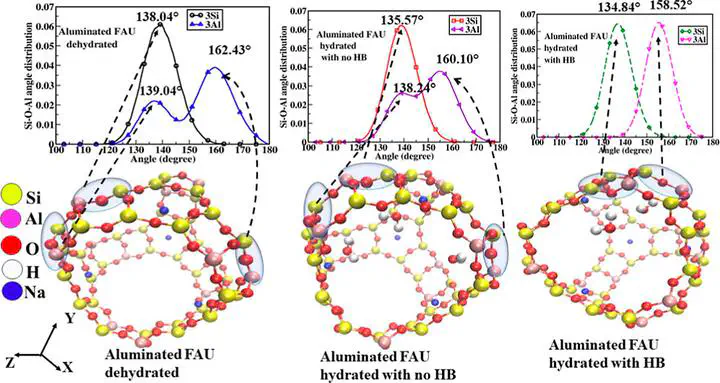 0.07
0.06
0.05
0.04
0.03
0.02
0.01
0
Si-O-Al angle distribution
138.04°
3Si
3Al
Aluminated FAU
dehydrated
162.43°
139.04°
100 110 120 130 140 150 160 170 180
Angle (degree)
0.07
0.06
0.05
0.04
0.03
0.02
0.01
0
Si-O-Al angle distribution
135.57°
3Si
3Al
Aluminated FAU
hydrated
with no HB
160.10°
138.24°
100 110 120 130 140 150 160 170 180
Angle (degree)
0.07
0.06
0.05
0.04
0.03
0.02
0.01
0
Si-O-Al angle distribution
134.84°
158.52°
3Si
3Al
Aluminated FAU
hydrated
with HB
100 110 120 130 140 150 160 170 180
Angle (degree)
Si
Al
O
H
Na
Y
Z
X
Aluminated FAU
dehydrated
Aluminated FAU
hydrated with no HB
Aluminated FAU
hydrated with HB